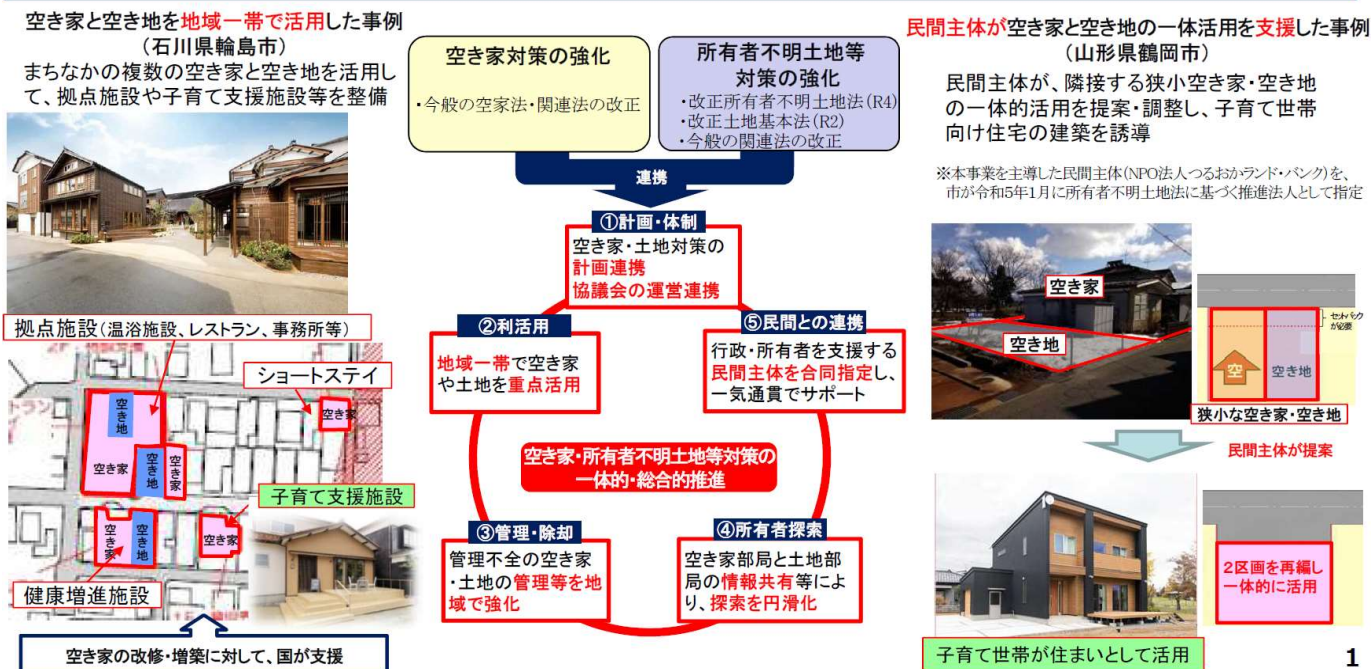 空き家と空き地を地域一帯で活用した事例
(石川県輪島市)
まちなかの複数の空き家と空き地を活用し
て、拠点施設や子育て支援施設等を整備
拠点施設(温浴施設、レストラン、事務所等)
ショートステイ
空き地
空き家
空き家
空き地
空き家
子育て支援施設
空き家
空き地
空き家
健康増進施設
空き家の改修・増築に対して、国が支援
空き家対策の強化
・今般の空家法・関連法の改正
所有者不明土地等
対策の強化
・改正所有者不明土地法(R4)
・改正土地基本法(R2)
・今般の関連法の改正
連携
①計画・体制
空き家・土地対策の
計画連携
協議会の運営連携
②利活用
地域一帯で空き家
や土地を重点活用
⑤民間との連携
行政・所有者を支援する
民間主体を合同指定し、
一気通貫でサポート
空き家・所有者不明土地等対策の
一体的・総合的推進
③管理・除却
管理不全の空き家
・土地の管理等を地
域で強化
④所有者探索
空き家部局と土地部
局の情報共有等によ
り、探索を円滑化
民間主体が空き家と空き地の一体活用を支援した事例
(山形県鶴岡市)
民間主体が、隣接する狭小空き家・空き地
の一体的活用を提案・調整し、子育て世帯
向け住宅の建築を誘導
※本事業を主導した民間主体(NPO法人つるおかランド・バンク)を、
市が令和5年1月に所有者不明土地法に基づく推進法人として指定
空き家
空き地
セットバック
が必要
空
空き地
狭小な空き家・空き地
民間主体が提案
2区画を再編し
一体的に活用
子育て世帯が住まいとして活用
1